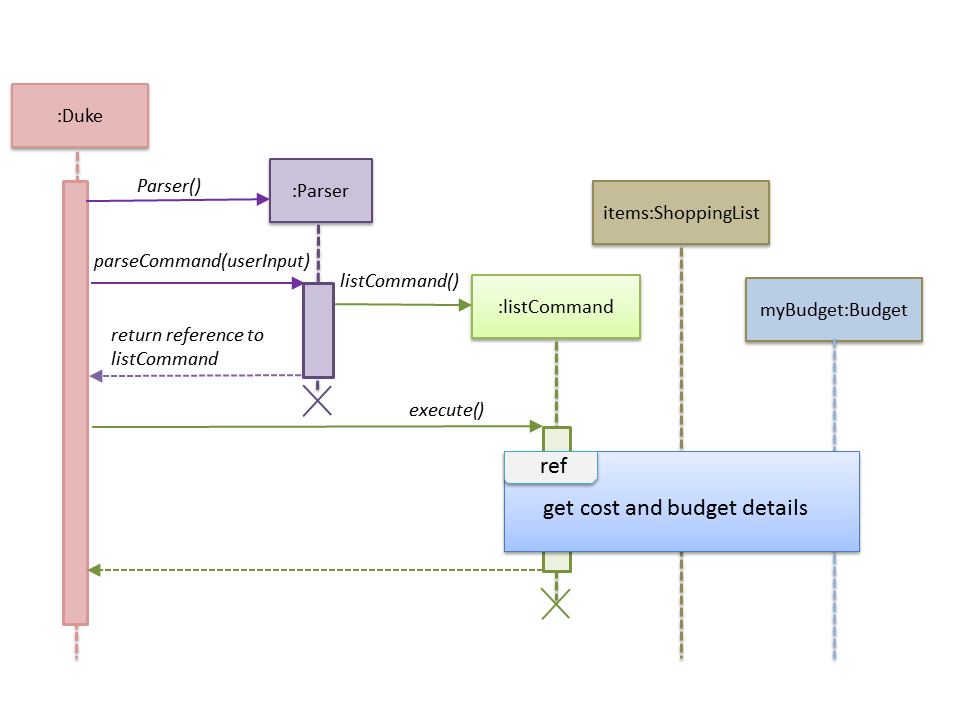 :Duke
Parser()
:Parser
items:ShoppingList
parseCommand(userInput)
listCommand()
:listCommand
myBudget:Budget
return reference to
listCommand
execute()
ref
get cost and budget details